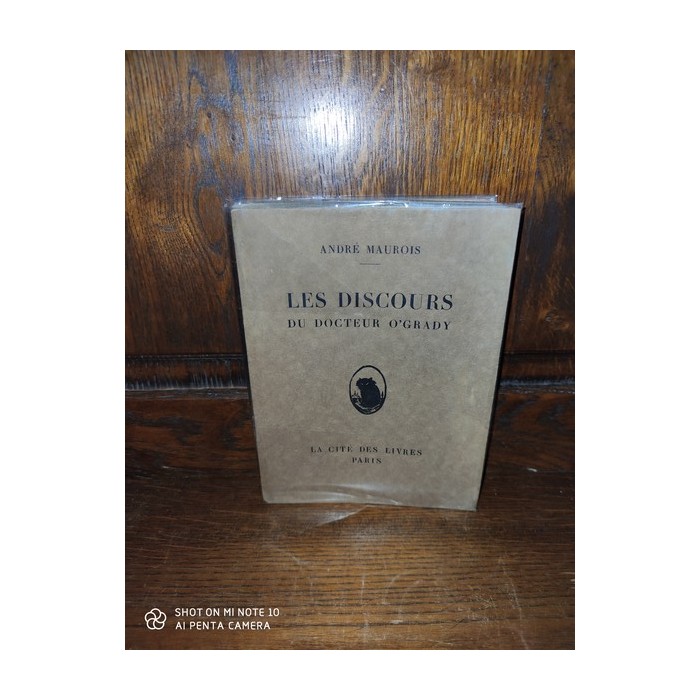 ANDRÉ MAUROIS
LES DISCOURS
DU DOCTEUR O'GRADY
LA CITE DES LIVRES
PARIS
SHOT ON MI NOTE 10
AI PENTA CAMERA